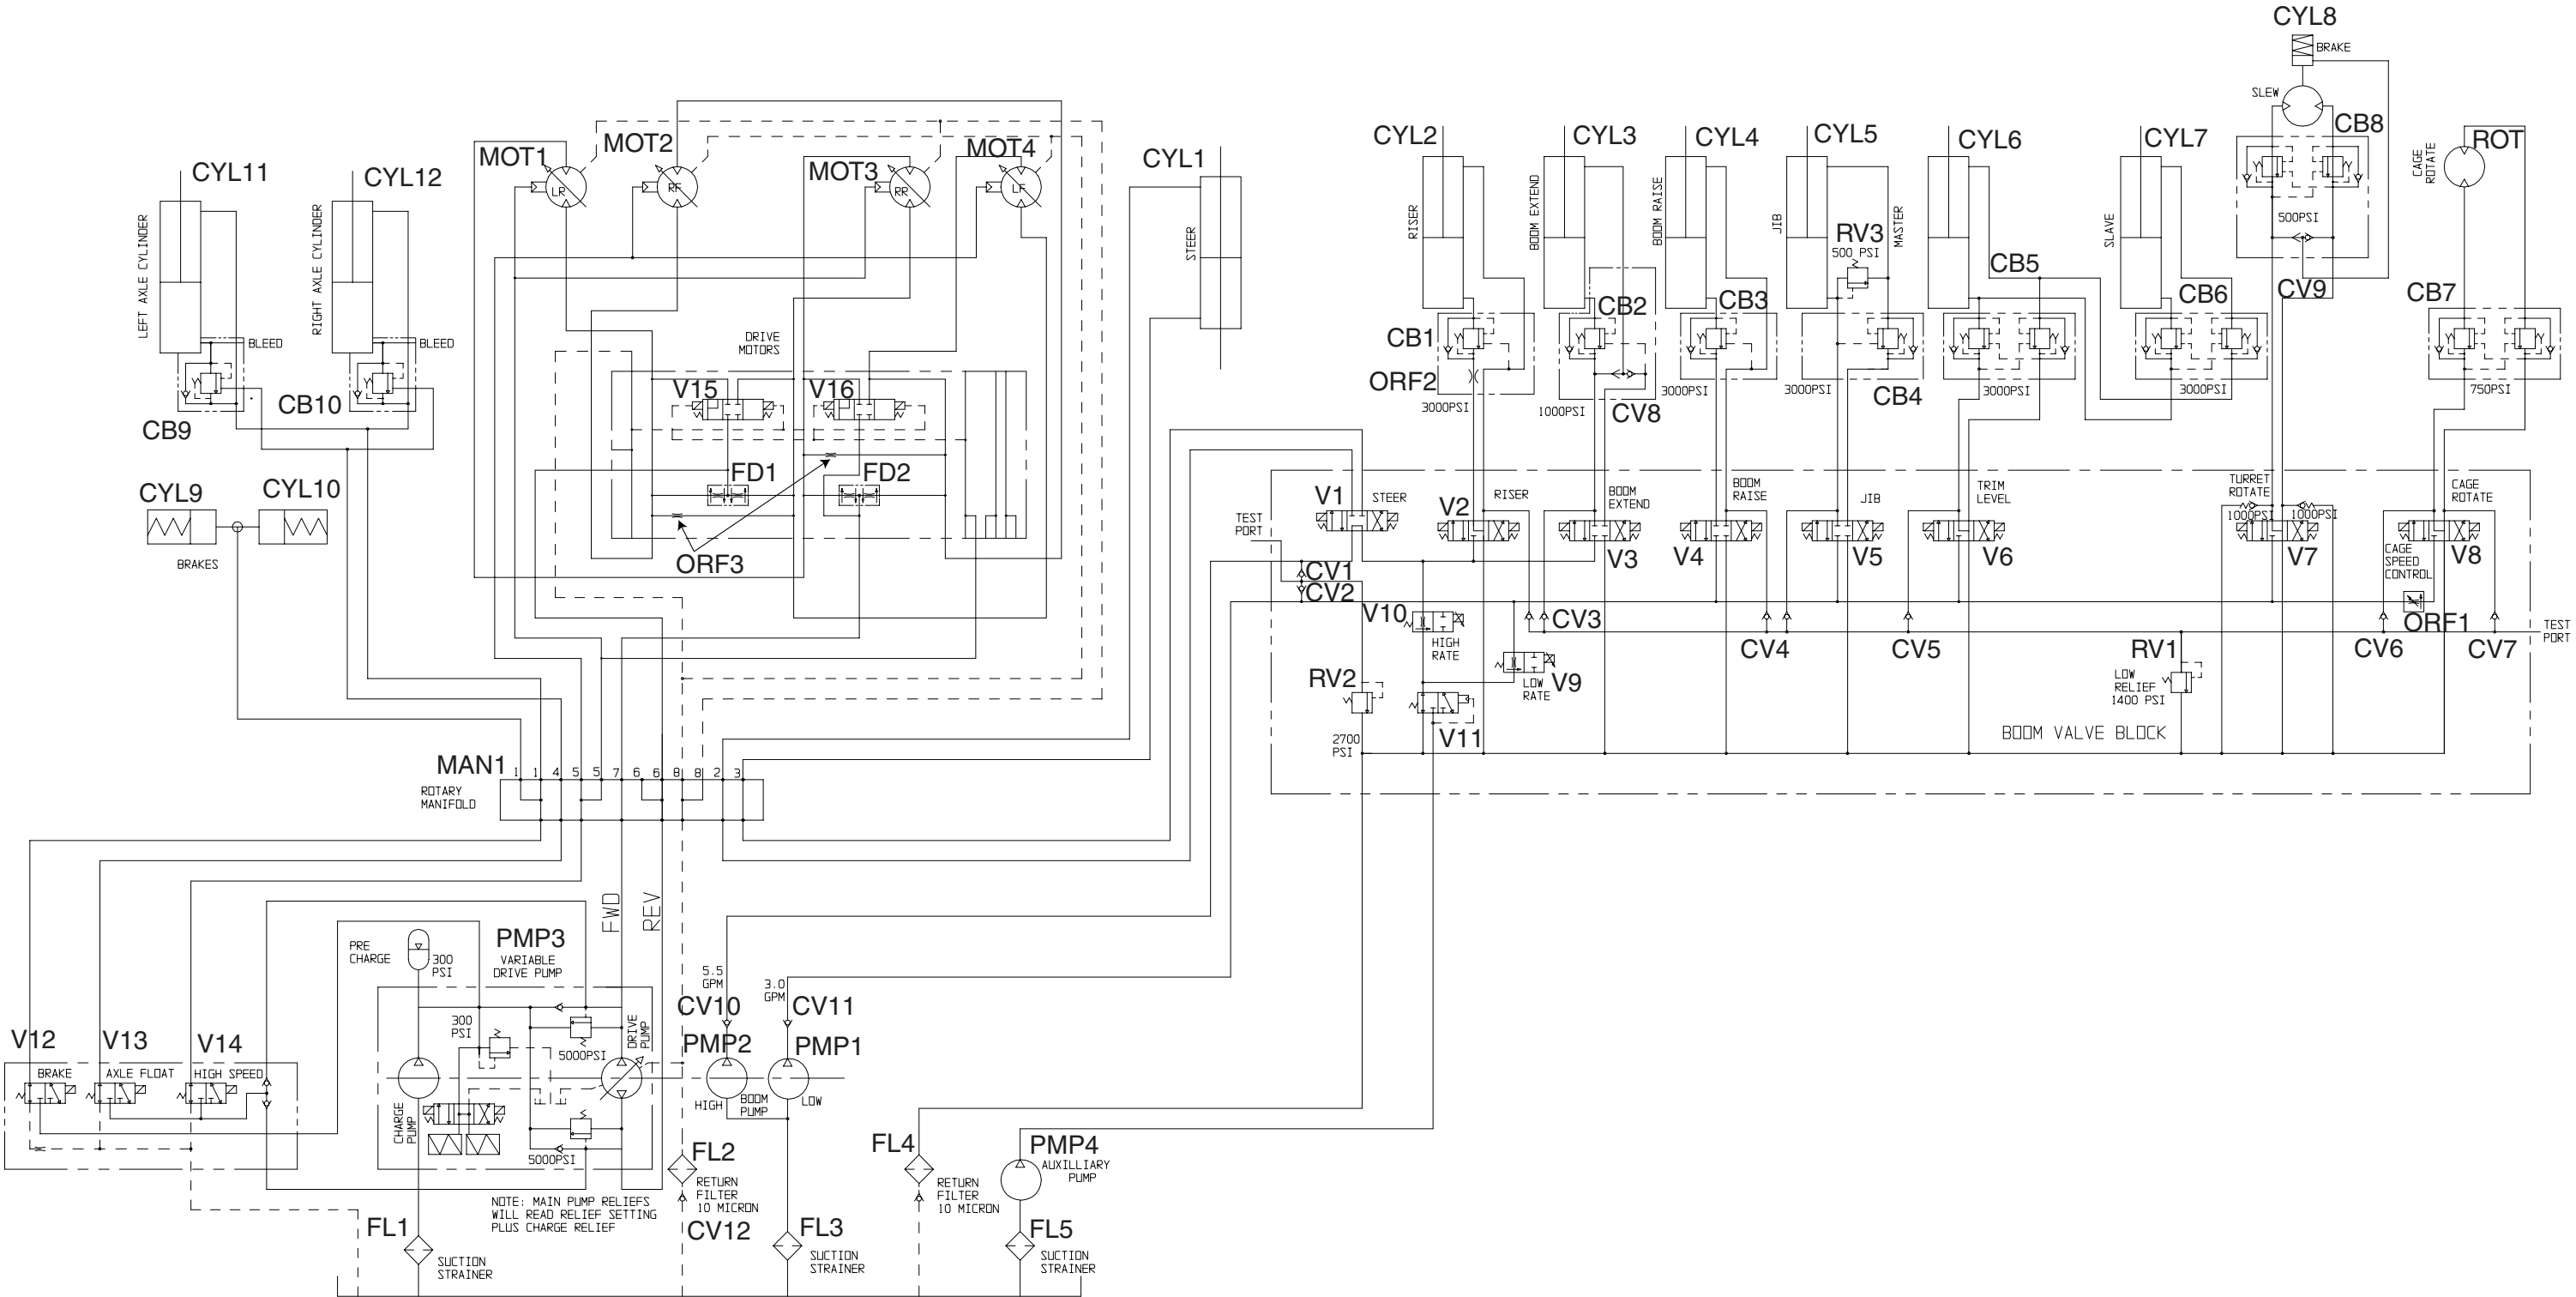 CYL8
BRAKE
SLEW
CB8
500PSI
CV9
CYL2
CYL3
CYL4
CYL5
CYL6
CYL7
ROT
CAGE
ROTATE
RISER
BOOM EXTEND
BOOM RAISE
JIB
RV3
500 PSI
MASTER
SLAVE
CB1
CB2
CB3
CB4
CB5
CB6
CB7
ORF2
3000PSI
1000PSI
CV8
3000PSI
3000PSI
3000PSI
3000PSI
750PSI
MOT1
MOT2
MOT3
MOT4
LR
RF
RR
LF
CYL1
STEER
CYL11
CYL12
LEFT AXLE CYLINDER
RIGHT AXLE CYLINDER
BLEED
BLEED
CB9
CB10
CYL9
CYL10
BRAKES
DRIVE
MOTORS
V15
V16
FD1
FD2
ORF3
TEST
PORT
V1
STEER
V2
RISER
BOOM
EXTEND
V3
BOOM
RAISE
V4
JIB
V5
TRIM
LEVEL
V6
TURRET
ROTATE
1000PSI
1000PSI
V7
CAGE
ROTATE
V8
CAGE
SPEED
CONTROL
CV1
CV2
V10
HIGH
RATE
CV3
LOW
RATE
V9
CV4
CV5
CV6
ORF1
CV7
TEST
PORT
RV2
2700
PSI
V11
RV1
LOW
RELIEF
1400 PSI
BOOM VALVE BLOCK
MAN1
ROTARY
MANIFOLD
1 1 4 5 5 7 6 6 8 8 2 3
FWD
REV
PRE
CHARGE
300
PSI
PMP3
VARIABLE
DRIVE PUMP
300
PSI
5000PSI
DRIVE
PUMP
CHARGE
PUMP
5000PSI
5.5
GPM
3.0
GPM
CV10
CV11
PMP2
PMP1
HIGH
BOOM
PUMP
LOW
V12
V13
V14
BRAKE
AXLE FLOAT
HIGH SPEED
NOTE: MAIN PUMP RELIEFS
WILL READ RELIEF SETTING
PLUS CHARGE RELIEF
FL1
SUCTION
STRAINER
FL2
RETURN
FILTER
10 MICRON
CV12
FL3
SUCTION
STRAINER
FL4
RETURN
FILTER
10 MICRON
PMP4
AUXILLIARY
PUMP
FL5
SUCTION
STRAINER